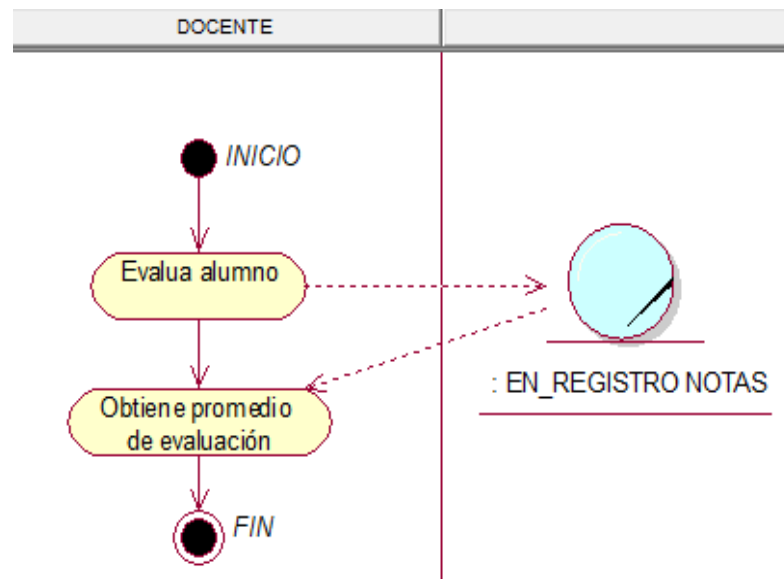 DOCENTE
INICIO
Evalua alumno
: EN_REGISTRO NOTAS
Obtiene promedio
de evaluación
FIN